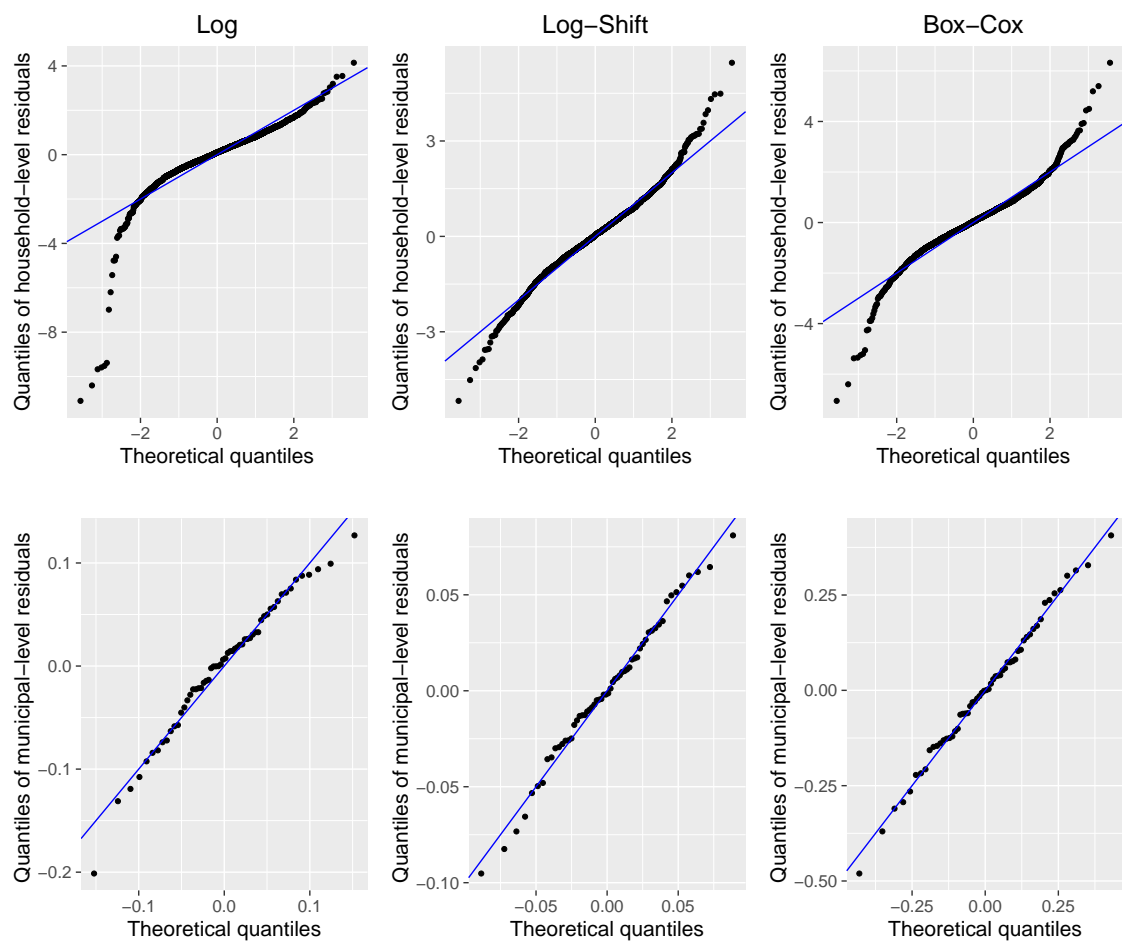 Log
Log−Shift
Box−Cox
Quantiles of household−level residuals
4
0
−4
−8
−2
0
2
Theoretical quantiles
Quantiles of household−level residuals
3
0
−3
−2
0
2
Theoretical quantiles
Quantiles of household−level residuals
4
0
−4
−2
0
2
Theoretical quantiles
Quantiles of municipal−level residuals
0.1
0.0
−0.1
−0.2
−0.1
0.0
0.1
Theoretical quantiles
Quantiles of municipal−level residuals
0.05
0.00
−0.05
−0.10
−0.05
0.00
0.05
Theoretical quantiles
Quantiles of municipal−level residuals
0.25
0.00
−0.25
−0.50
−0.25
0.00
0.25
Theoretical quantiles